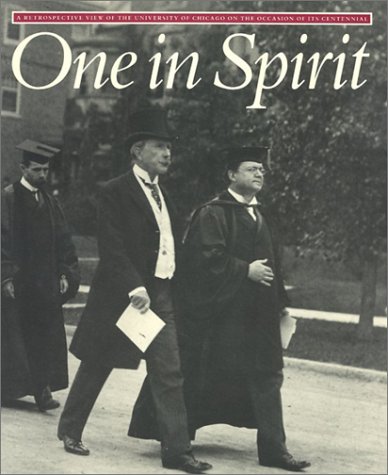 A RETROSPECTIVE VIEW OF THE UNIVERSITY OF CHICAGO ON THE OCCASION OF ITS CENTENNIAL
One in Spirit